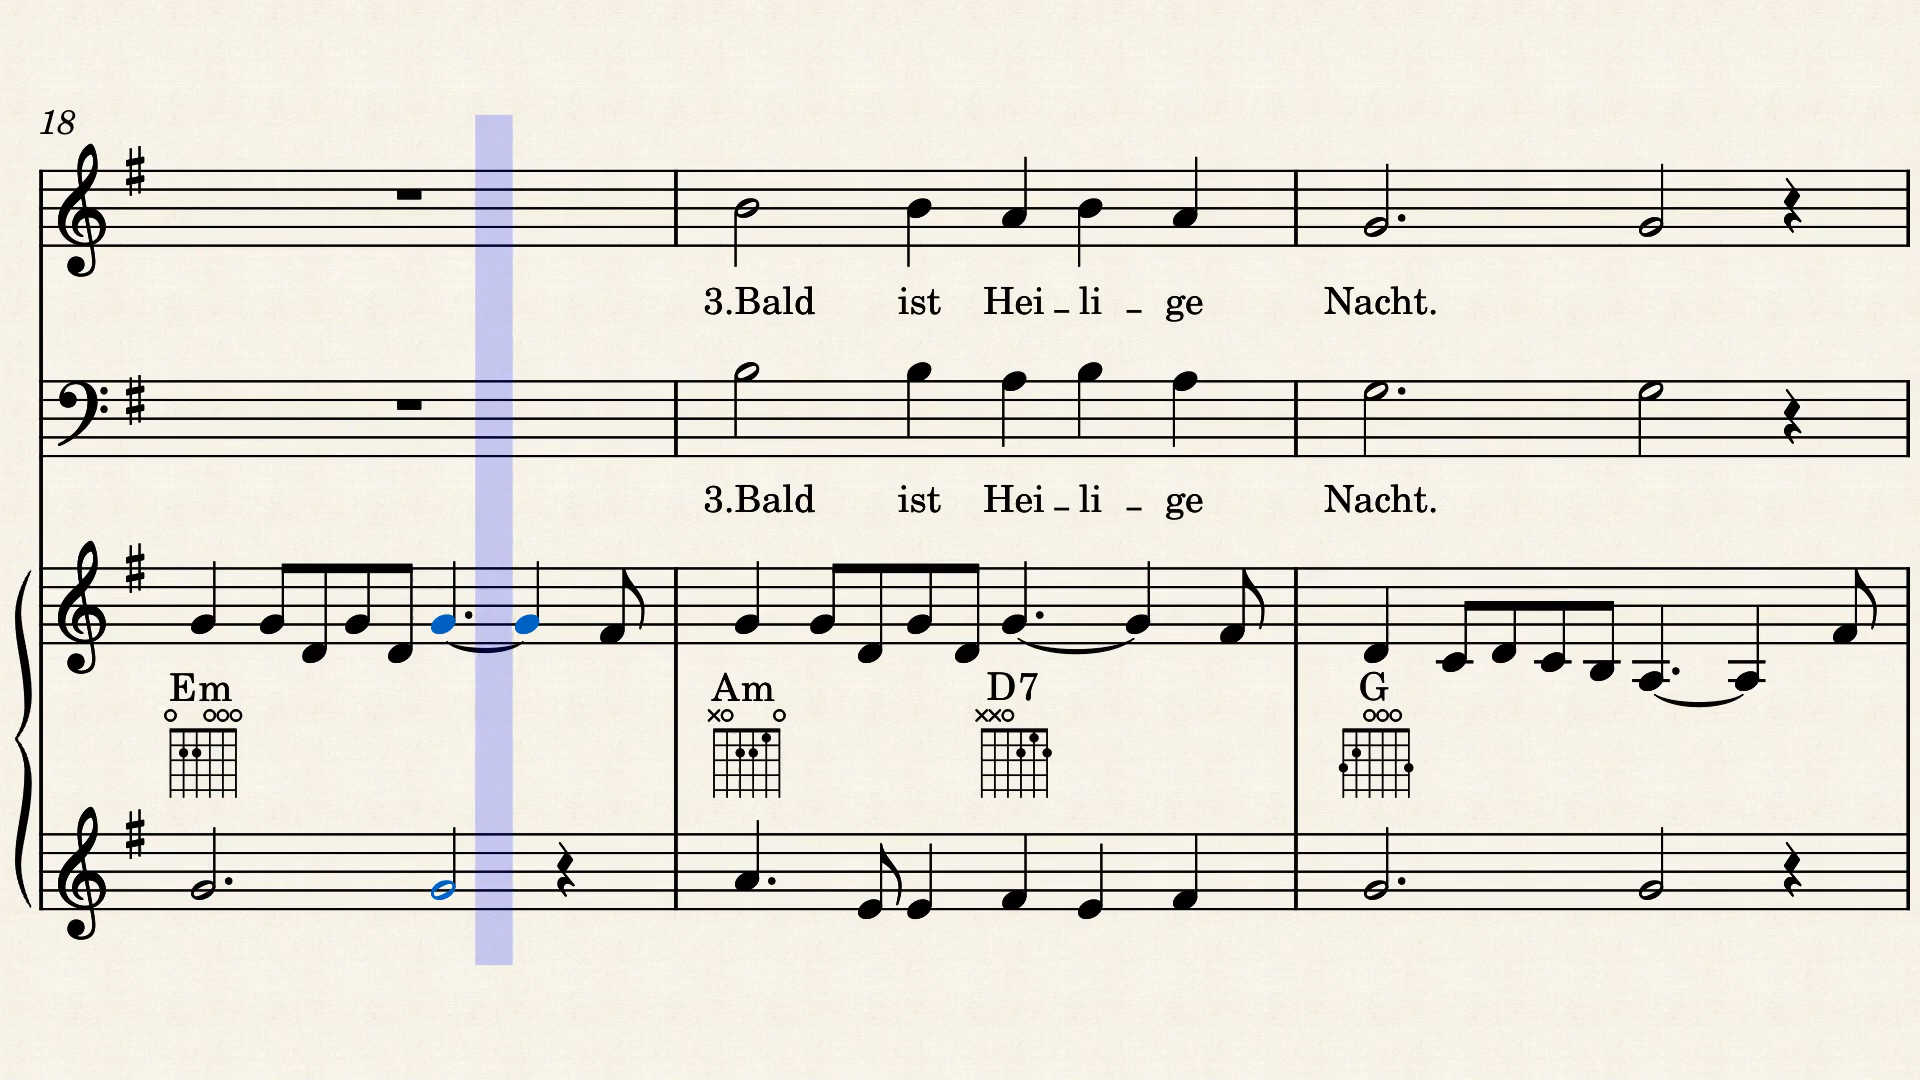 18
3.Bald ist Hei - li - ge Nacht.
3.Bald ist Hei - li - ge Nacht.
Em Am D7 G